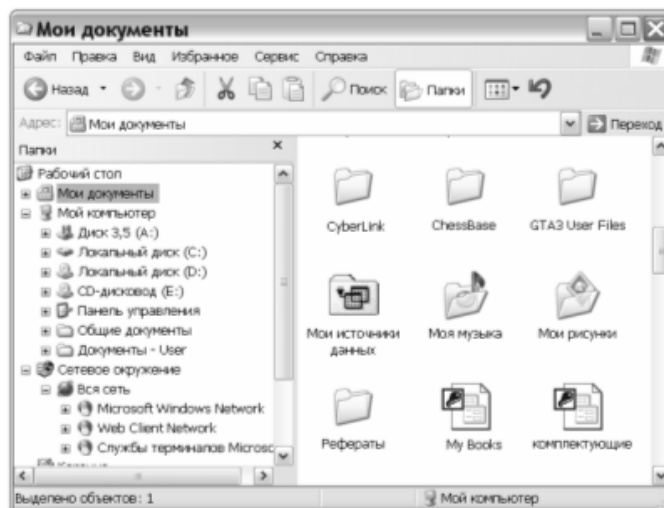 Мои документы
Файл Правка Вид Избранное Сервис Справка
Назад Поиск Папки
Адрес: Мои документы Переход
Папки
Рабочий стол
Мои документы
Мой компьютер
Диск 3,5 (A:)
Локальный диск (C:)
Локальный диск (D:)
CD-дисковод (E:)
Панель управления
Общие документы
Документы - User
Сетевое окружение
Вся сеть
Microsoft Windows Network
Web Client Network
Службы терминалов Microsc
CyberLink ChessBase GTA3 User Files
Мои источники данных
Моя музыка
Мои рисунки
Рефераты My Books комплектующие
Выделено объектов: 1 Мой компьютер